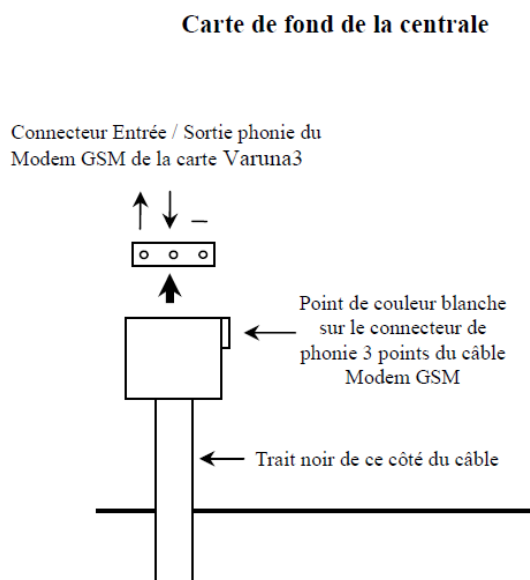 Carte de fond de la centrale
Connecteur Entrée / Sortie phonie du
Modem GSM de la carte Varuna3
Point de couleur blanche
sur le connecteur de
phonie 3 points du câble
Modem GSM
Trait noir de ce côté du câble